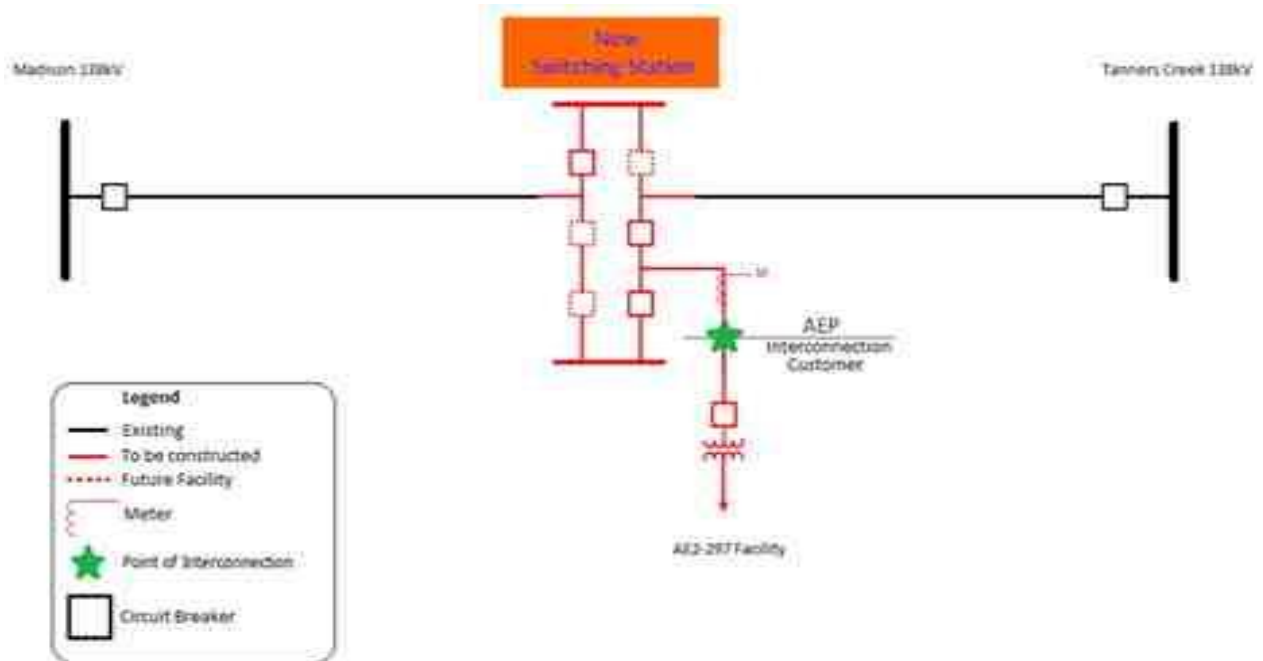 New
Switching Station
Madison 138kV
Tanners Creek 138kV
M
AEP
Interconnection
Customer
AE2-297 Facility
Legend
Existing
To be constructed
Future Facility
Meter
Point of Interconnection
Circuit Breaker